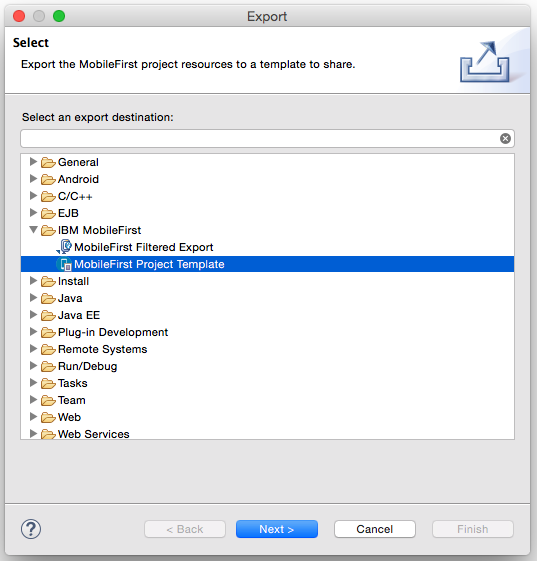 Export
Select
Export the MobileFirst project resources to a template to share.
Select an export destination:
General
Android
C/C++
EJB
IBM MobileFirst
MobileFirst Filtered Export
MobileFirst Project Template
Install
Java
Java EE
Plug-in Development
Remote Systems
Run/Debug
Tasks
Team
Web
Web Services
?
< Back
Next >
Cancel
Finish